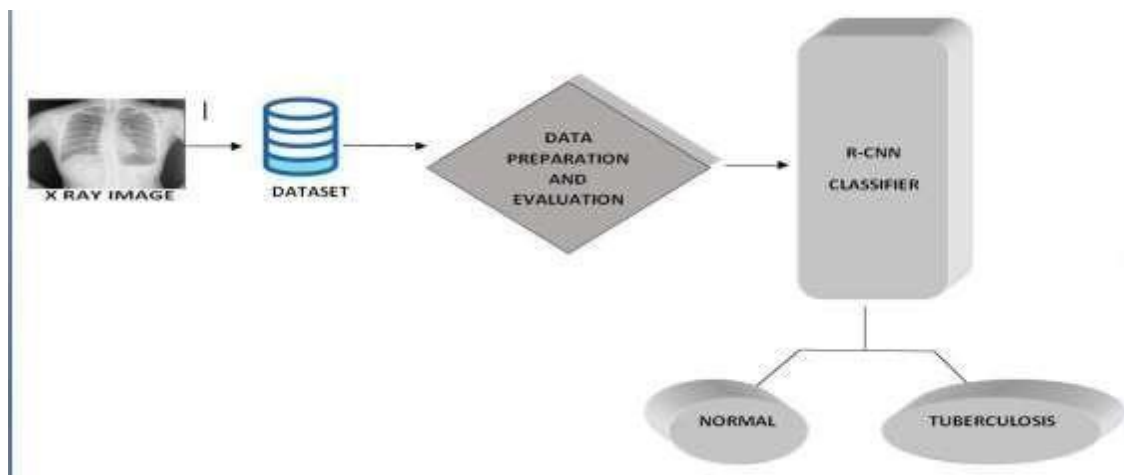 X RAY IMAGE
DATASET
DATA
PREPARATION
AND
EVALUATION
R-CNN
CLASSIFIER
NORMAL
TUBERCULOSIS